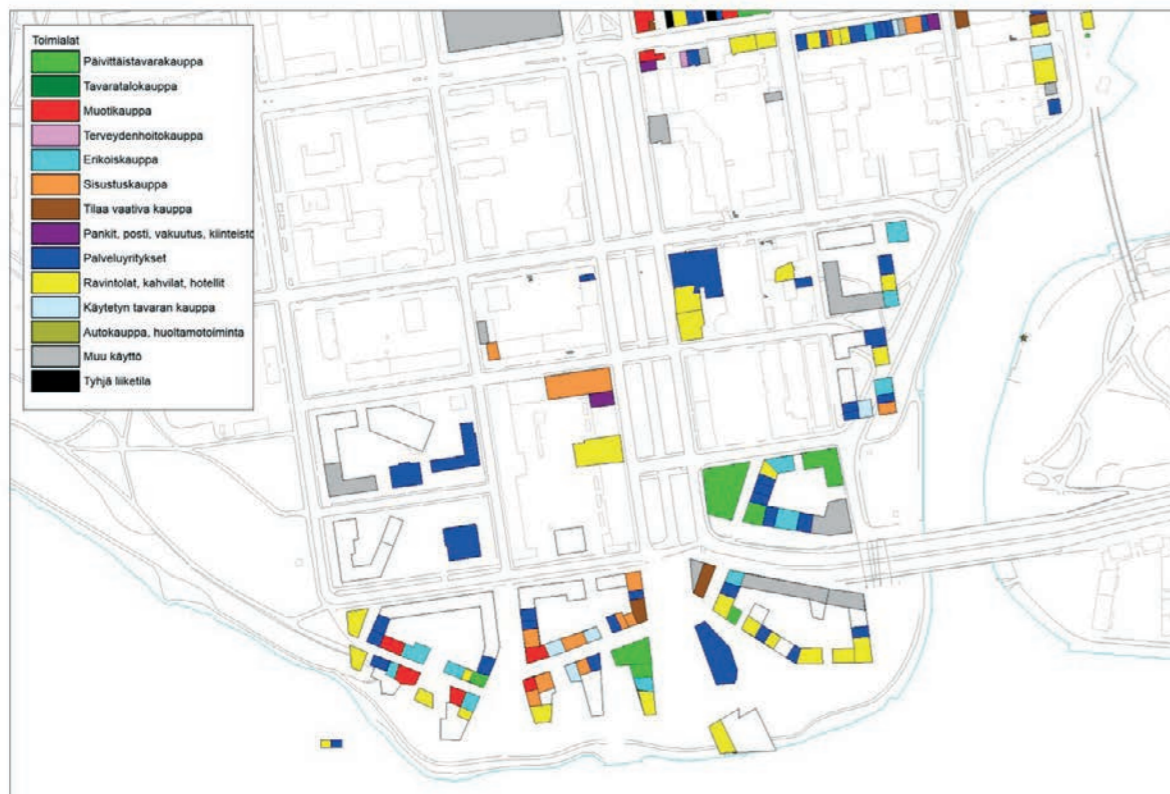 Toimialat
Päivittäistavarakauppa
Tavaratalokauppa
Muotikauppa
Terveydenhoitokauppa
Erikoiskauppa
Sisustuskauppa
Tilaa vaativa kauppa
Pankit, posti, vakuutus, kiinteistö
Palveluyritykset
Ravintolat, kahvilat, hotellit
Käytetyn tavaran kauppa
Autokauppa, huoltamotoiminta
Muu käyttö
Tyhjä liiketila